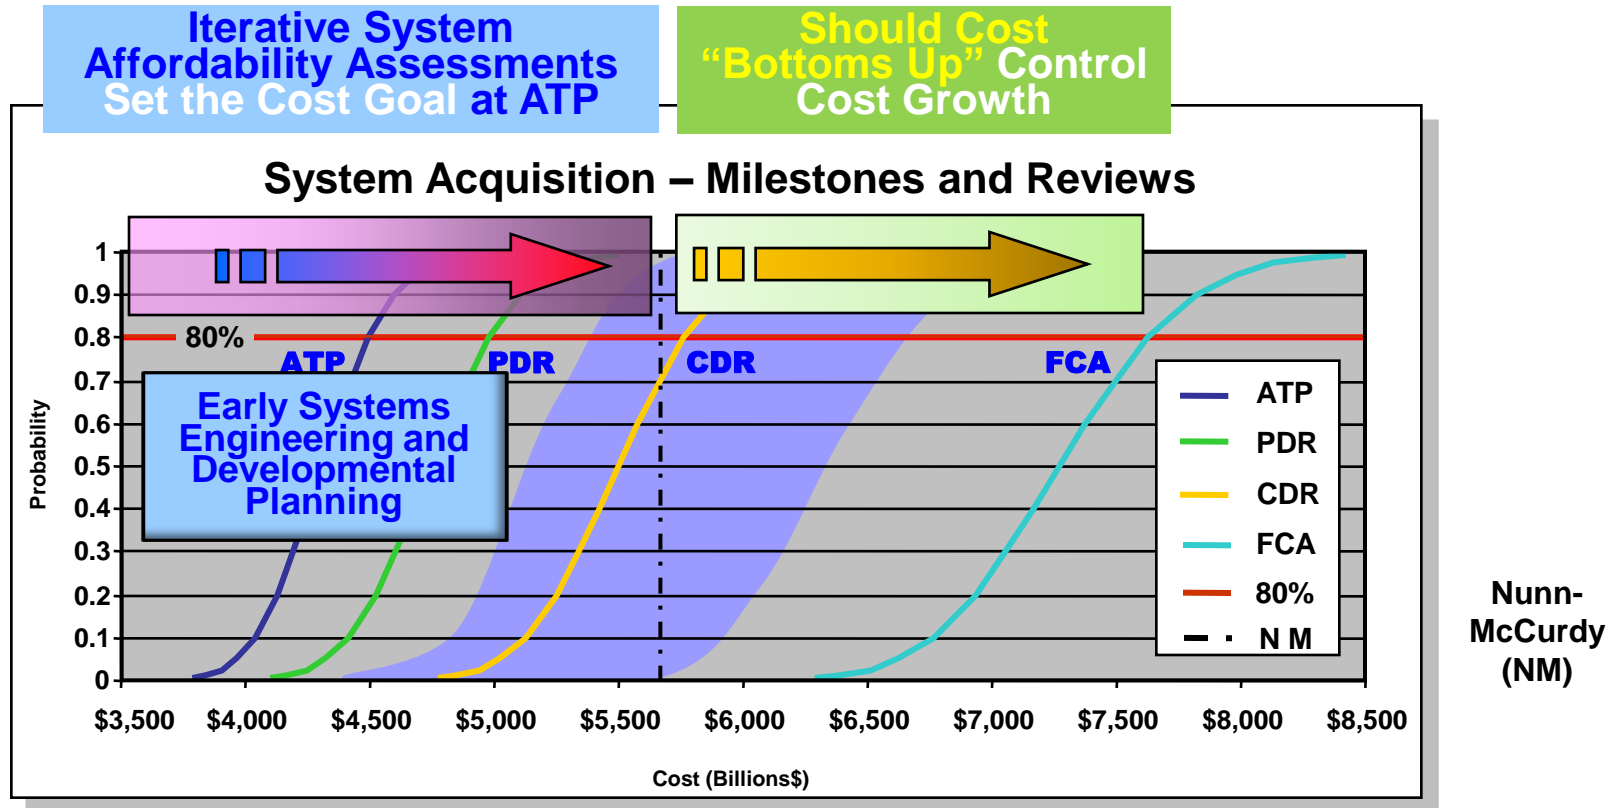 Iterative System
Affordability Assessments
Set the Cost Goal at ATP
Should Cost
“Bottoms Up” Control
Cost Growth
System Acquisition – Milestones and Reviews
1
0.9
0.8
0.7
0.6
0.5
0.4
0.3
0.2
0.1
0
Probability
80%
ATP
PDR
CDR
FCA
Early Systems
Engineering and
Developmental
Planning
ATP
PDR
CDR
FCA
80%
N M
$3,500 $4,000 $4,500 $5,000 $5,500 $6,000 $6,500 $7,000 $7,500 $8,000 $8,500
Cost (Billions$)
Nunn-
McCurdy
(NM)